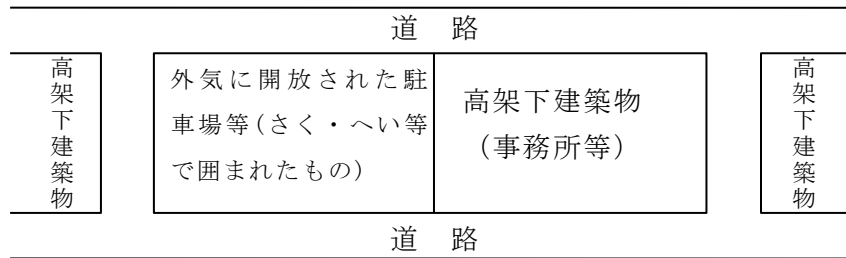 道　路
高架下建築物
外気に開放された駐
車場等(さく・へい等
で囲まれたもの)
高架下建築物
(事務所等)
高架下建築物
道　路